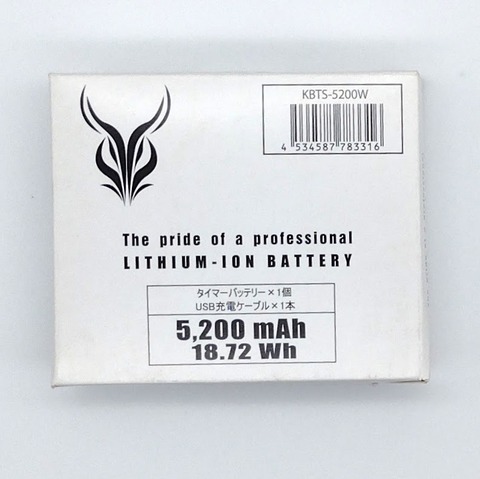 KBTS-5200W
4 534587 783316
The pride of a professional
LITHIUM-ION BATTERY
タイマーバッテリー×1個
USB充電ケーブル×1本
5,200 mAh
18.72 Wh